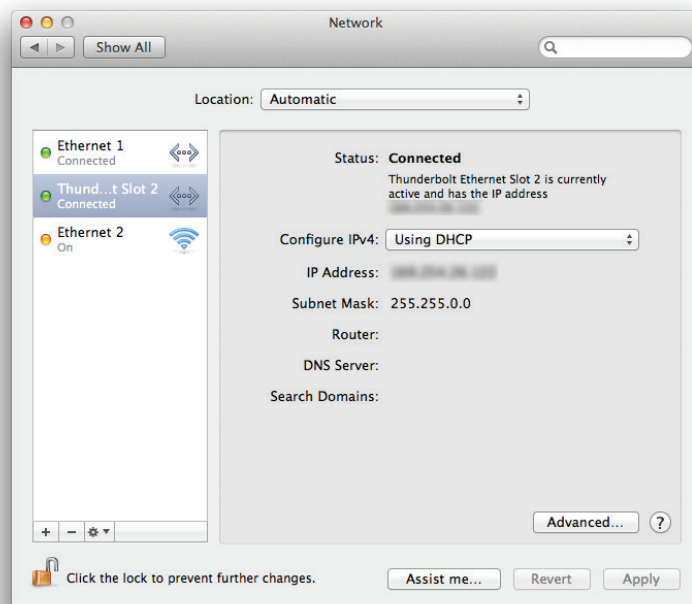 Network
Show All
Location: Automatic
Ethernet 1
Connected
Thund...t Slot 2
Connected
Ethernet 2
On
Status: Connected
Thunderbolt Ethernet Slot 2 is currently
active and has the IP address
Configure IPv4: Using DHCP
IP Address:
Subnet Mask: 255.255.0.0
Router:
DNS Server:
Search Domains:
Advanced... ?
Click the lock to prevent further changes.
Assist me... Revert Apply